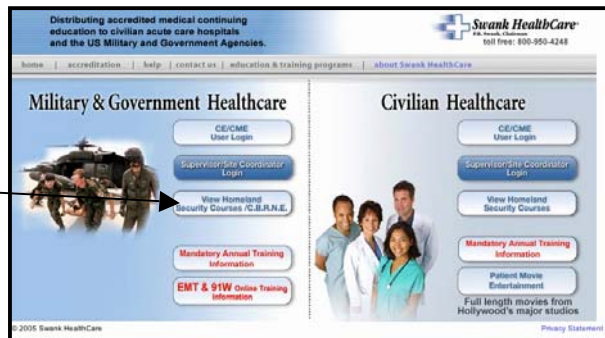 Distributing accredited medical continuing
education to civilian acute care hospitals
and the US Military and Government Agencies.
Swank HealthCare
P.R. Swank, Chairman
toll free: 800-950-4248
home | accreditation | help | contact us | education & training programs | about Swank HealthCare
Military & Government Healthcare
CE/CME
User Login
Supervisor/Site Coordinator
Login
View Homeland
Security Courses /C.B.R.N.E.
Mandatory Annual Training
Information
EMT & 91W Online Training
Information
Civilian Healthcare
CE/CME
User Login
Supervisor/Site Coordinator
Login
View Homeland
Security Courses
Mandatory Annual Training
Information
Patient Movie
Entertainment
Full length movies from
Hollywood's major studios
© 2005 Swank HealthCare
Privacy Statement